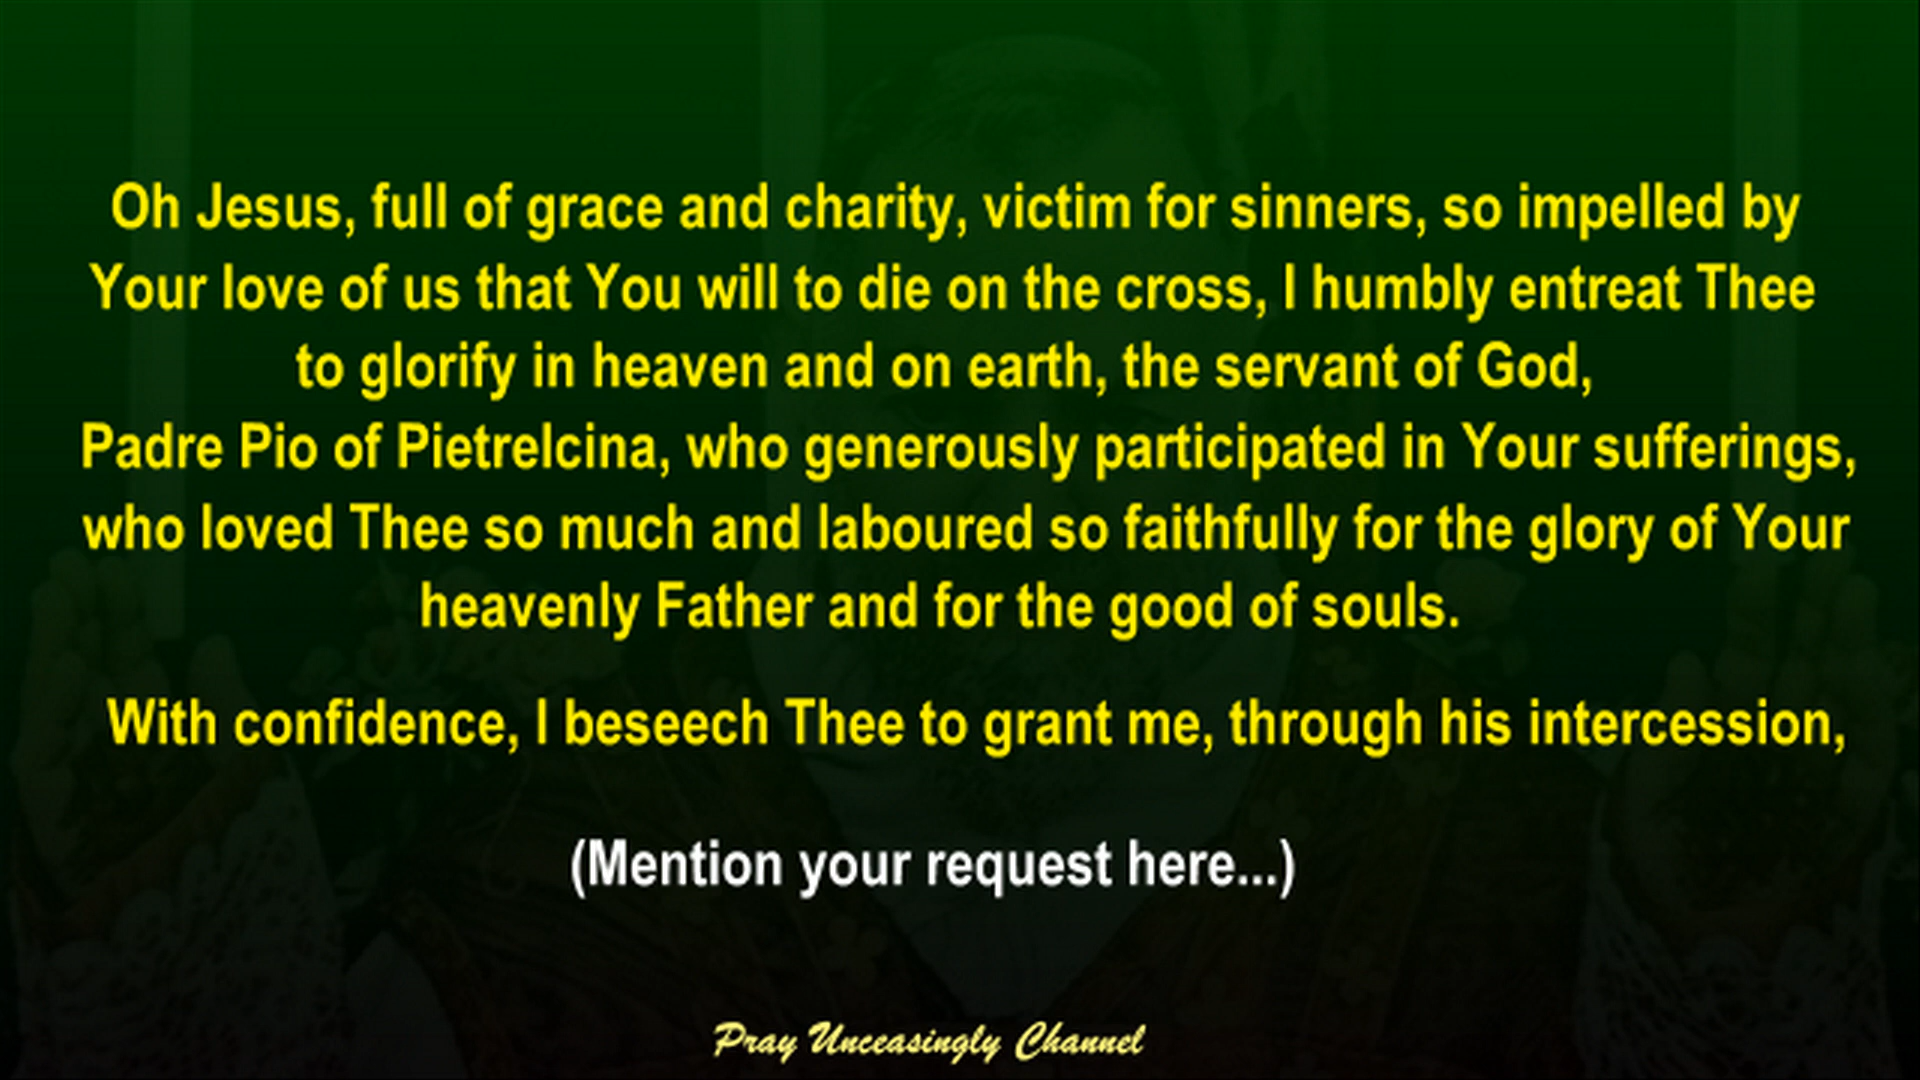 Oh Jesus, full of grace and charity, victim for sinners, so impelled by
Your love of us that You will to die on the cross, I humbly entreat Thee
to glorify in heaven and on earth, the servant of God,
Padre Pio of Pietrelcina, who generously participated in Your sufferings,
who loved Thee so much and laboured so faithfully for the glory of Your
heavenly Father and for the good of souls.
With confidence, I beseech Thee to grant me, through his intercession,
(Mention your request here...)
Pray Unceasingly Channel